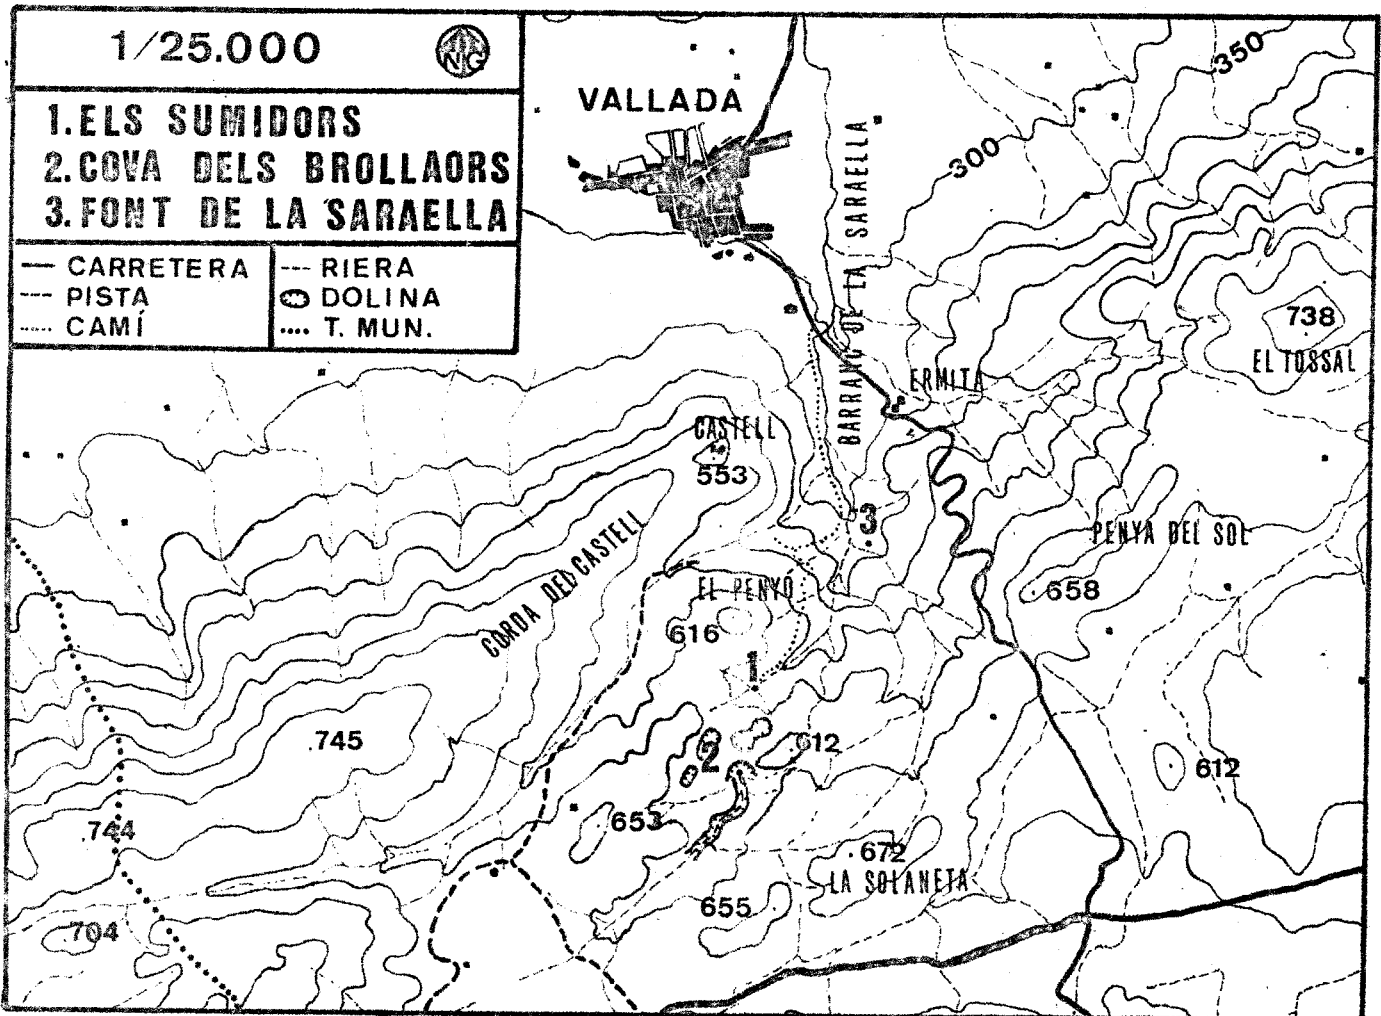 1/25.000
NG
1. ELS SUMIDORS
2. COVA DELS BROLLAORS
3. FONT DE LA SARAELLA
CARRETERA
PISTA
CAMÍ
RIERA
DOLINA
T. MUN.
VALLADA
350
300
BARRANC DE LA SARAELLA
738
EL TOSSAL
ERMITA
CASTELL
553
3
PENYA DEL SOL
CORDA DEL CASTELL
EL PENYO
658
616
.745
2
612
612
.744
653
.672
LA SOLANETA
655
704